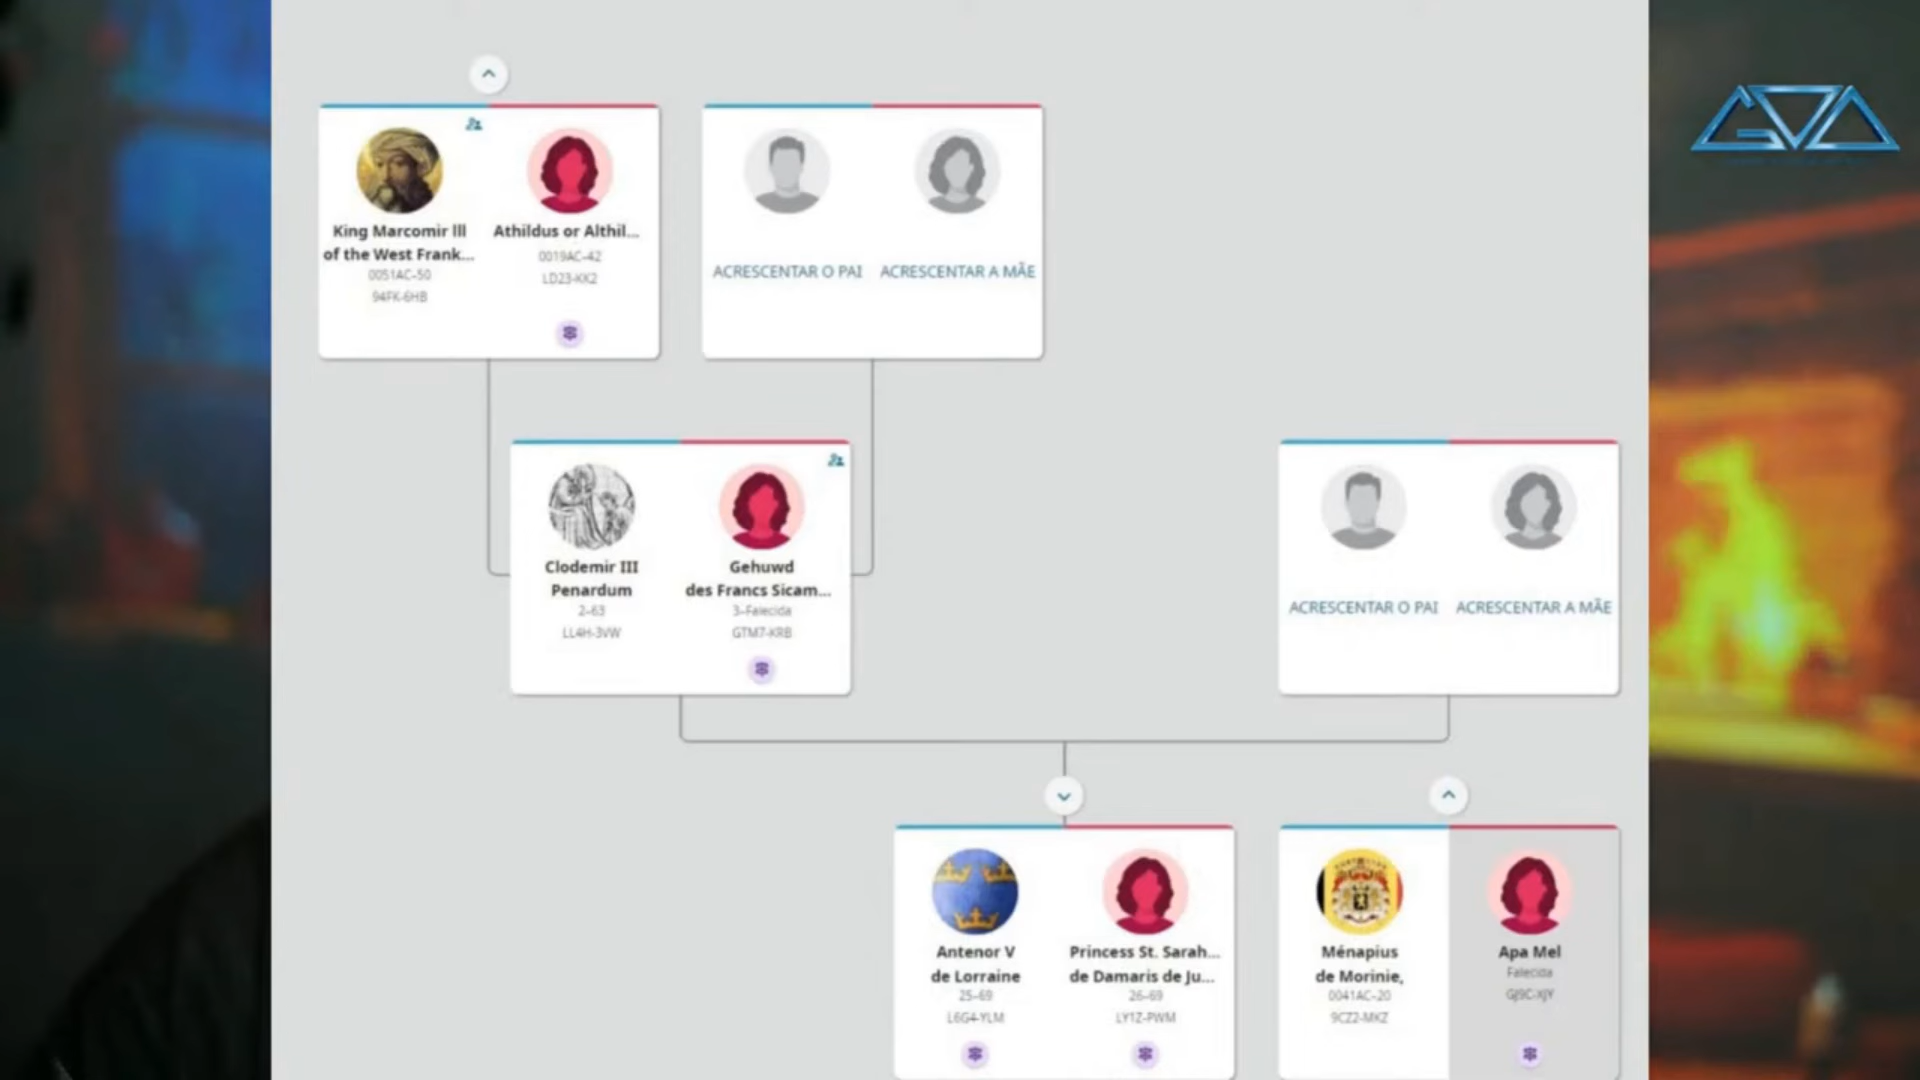 King Marcomir lll
of the West Frank...
0051AC-50
94FK-6HB
Athildus or Althil...
0019AC-42
LD23-KK2
ACRESCENTAR O PAI
ACRESCENTAR A MÃE
Clodemir III
Penardum
2-63
LL4H-3VW
Gehuwd
des Francs Sicam...
3-Falecida
GTM7-KRB
ACRESCENTAR O PAI
ACRESCENTAR A MÃE
Antenor V
de Lorraine
25-69
L6G4-YLM
Princess St. Sarah...
de Damaris de Ju...
26-69
LY1Z-PWM
Ménapius
de Morinie,
0041AC-20
9CZ2-MKZ
Apa Mel
Falecida
GJ9C-XJY